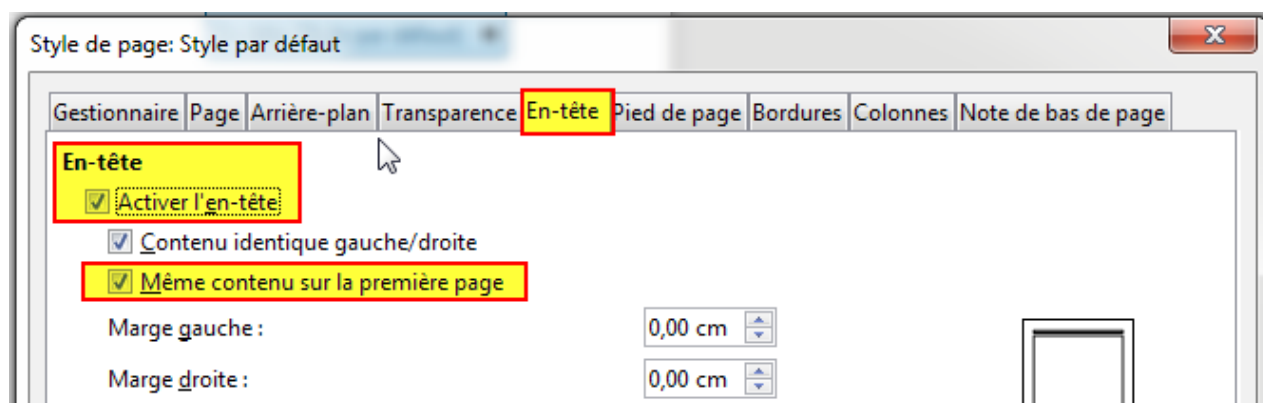 Style de page: Style par défaut
Gestionnaire Page Arrière-plan Transparence En-tête Pied de page Bordures Colonnes Note de bas de page
En-tête
Activer l'en-tête
Contenu identique gauche/droite
Même contenu sur la première page
Marge gauche : 0,00 cm
Marge droite : 0,00 cm